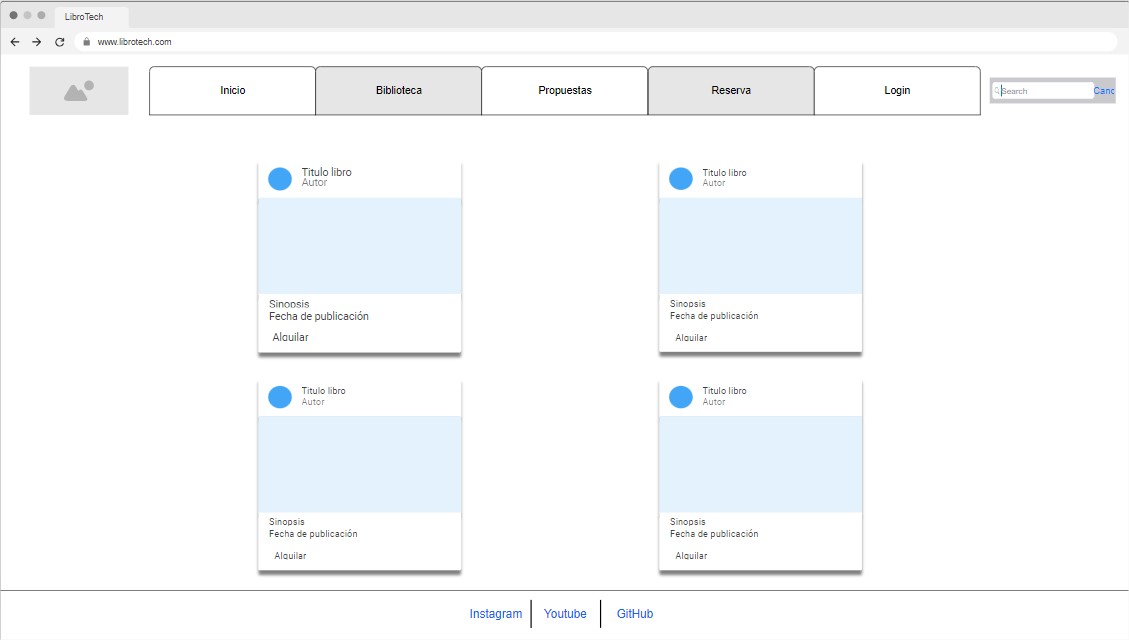 LibroTech
www.librotech.com
Inicio
Biblioteca
Propuestas
Reserva
Login
Search
Canc
Titulo libro
Autor
Sinopsis
Fecha de publicación
Alquilar
Titulo libro
Autor
Sinopsis
Fecha de publicación
Alquilar
Titulo libro
Autor
Sinopsis
Fecha de publicación
Alquilar
Titulo libro
Autor
Sinopsis
Fecha de publicación
Alquilar
Instagram
Youtube
GitHub